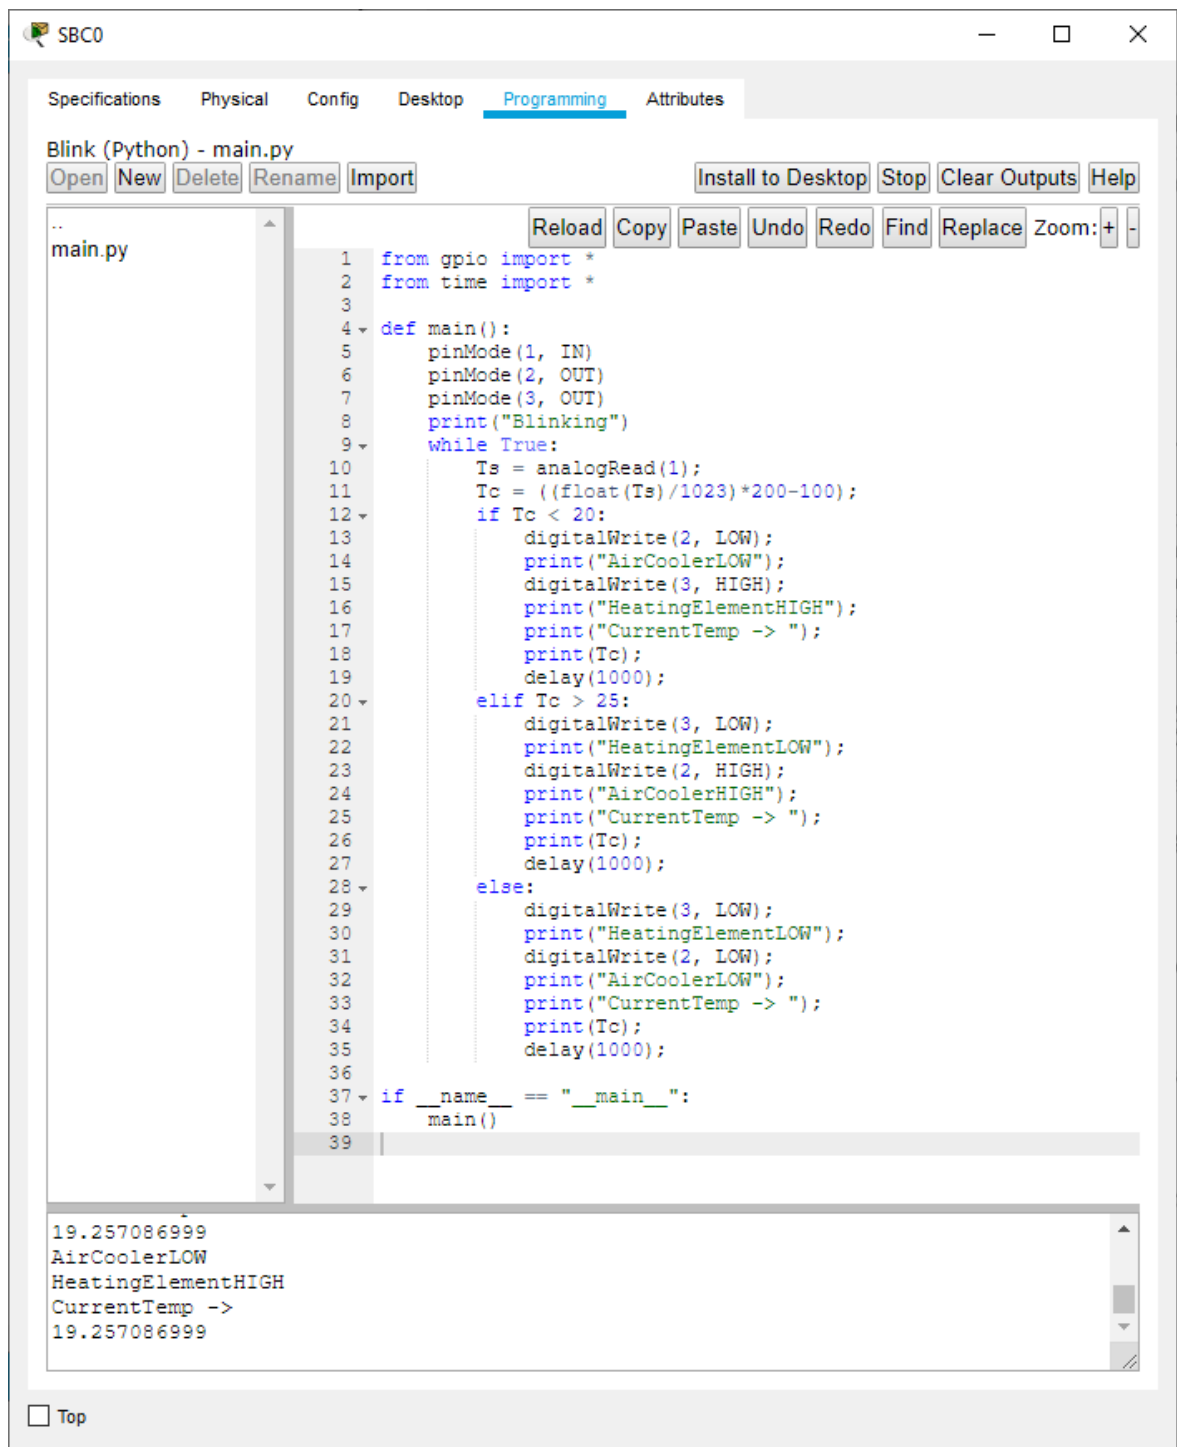 SBC0
Specifications Physical Config Desktop Programming Attributes
Blink (Python) - main.py
Open New Delete Rename Import Install to Desktop Stop Clear Outputs Help
Reload Copy Paste Undo Redo Find Replace Zoom: + -
..
main.py
1 from gpio import *
2 from time import *
3
4 def main():
5     pinMode(1, IN)
6     pinMode(2, OUT)
7     pinMode(3, OUT)
8     print("Blinking")
9     while True:
10         Ts = analogRead(1);
11         Tc = ((float(Ts)/1023)*200-100);
12         if Tc < 20:
13             digitalWrite(2, LOW);
14             print("AirCoolerLOW");
15             digitalWrite(3, HIGH);
16             print("HeatingElementHIGH");
17             print("CurrentTemp -> ");
18             print(Tc);
19             delay(1000);
20         elif Tc > 25:
21             digitalWrite(3, LOW);
22             print("HeatingElementLOW");
23             digitalWrite(2, HIGH);
24             print("AirCoolerHIGH");
25             print("CurrentTemp -> ");
26             print(Tc);
27             delay(1000);
28         else:
29             digitalWrite(3, LOW);
30             print("HeatingElementLOW");
31             digitalWrite(2, LOW);
32             print("AirCoolerLOW");
33             print("CurrentTemp -> ");
34             print(Tc);
35             delay(1000);
36
37 if __name__ == "__main__":
38     main()
39
19.257086999
AirCoolerLOW
HeatingElementHIGH
CurrentTemp ->
19.257086999
Top